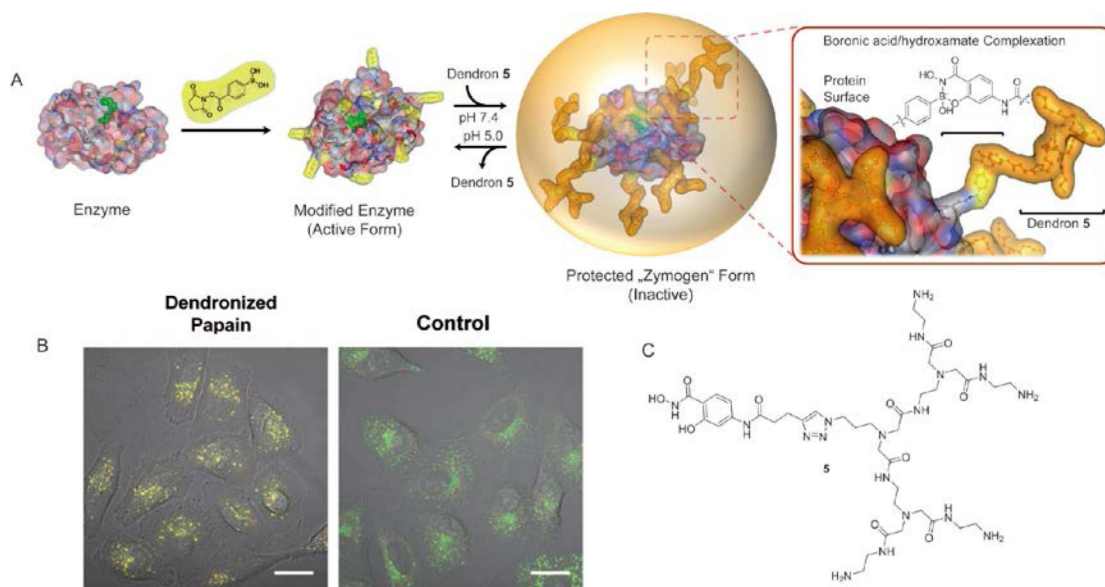 A
Enzyme
Modified Enzyme
(Active Form)
Dendron 5
pH 7.4
pH 5.0
Dendron 5
Protected „Zymogen" Form
(Inactive)
Boronic acid/hydroxamate Complexation
Protein
Surface
Dendron 5
B
Dendronized
Papain
Control
C
5